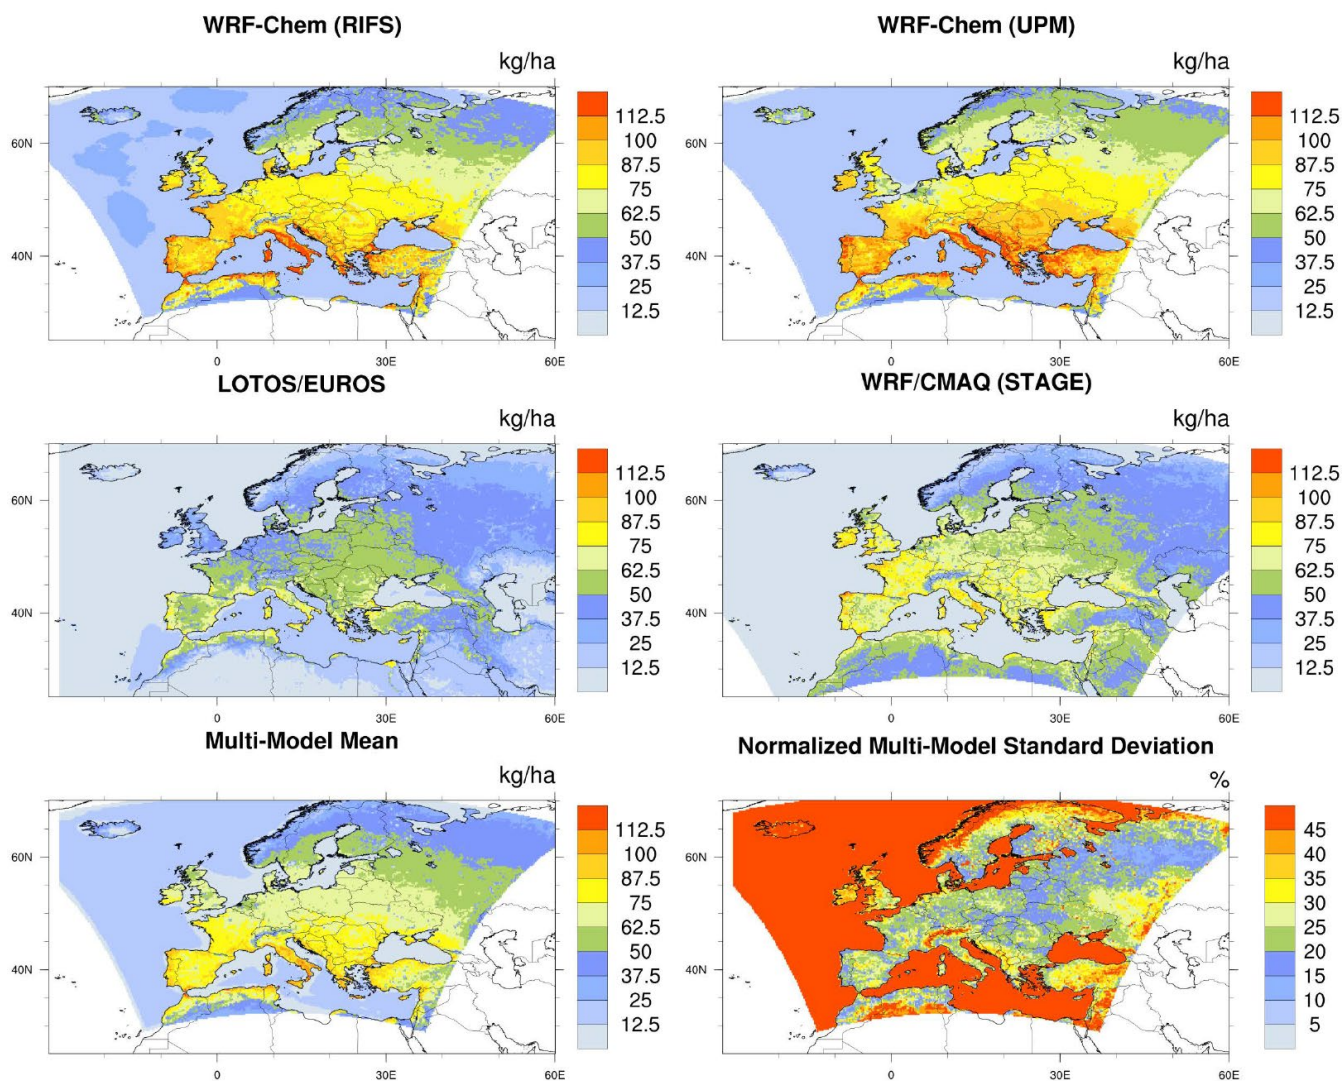 WRF-Chem (RIFS)
kg/ha
60N
40N
0
30E
60E
112.5
100
87.5
75
62.5
50
37.5
25
12.5
WRF-Chem (UPM)
kg/ha
60N
40N
0
30E
60E
112.5
100
87.5
75
62.5
50
37.5
25
12.5
LOTOS/EUROS
kg/ha
60N
40N
0
30E
60E
112.5
100
87.5
75
62.5
50
37.5
25
12.5
WRF/CMAQ (STAGE)
kg/ha
60N
40N
0
30E
60E
112.5
100
87.5
75
62.5
50
37.5
25
12.5
Multi-Model Mean
kg/ha
60N
40N
0
30E
60E
112.5
100
87.5
75
62.5
50
37.5
25
12.5
Normalized Multi-Model Standard Deviation
%
60N
40N
0
30E
60E
45
40
35
30
25
20
15
10
5